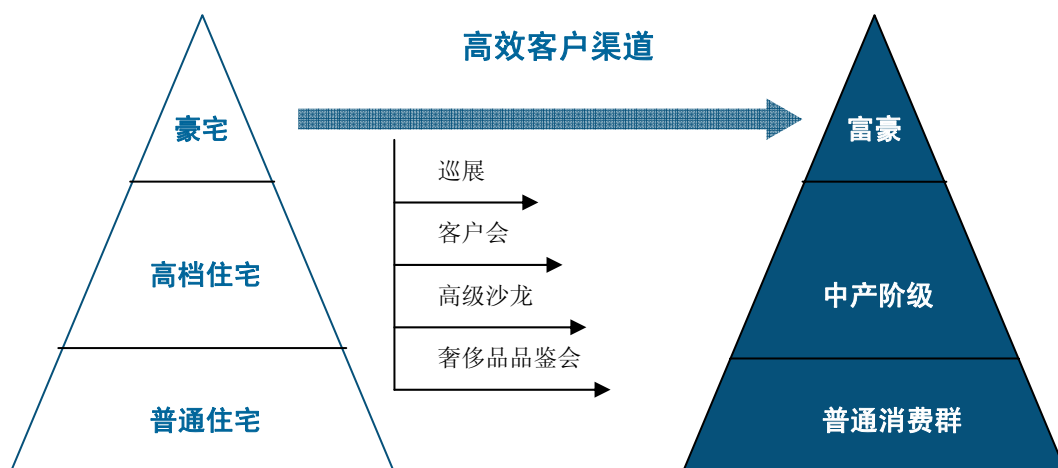 高效客户渠道
豪宅
富豪
巡展
客户会
高档住宅
中产阶级
高级沙龙
奢侈品品鉴会
普通住宅
普通消费群